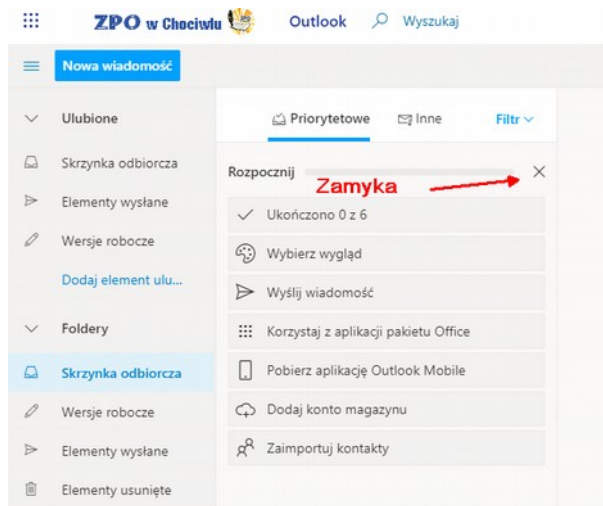 ZPO w Chociwlu Outlook Wyszukaj
Nowa wiadomość
Ulubione
Skrzynka odbiorcza
Elementy wysłane
Wersje robocze
Dodaj element ulu...
Foldery
Skrzynka odbiorcza
Wersje robocze
Elementy wysłane
Elementy usunięte
Priorytetowe Inne Filtr
Rozpocznij
Zamyka
Ukończono 0 z 6
Wybierz wygląd
Wyślij wiadomość
Korzystaj z aplikacji pakietu Office
Pobierz aplikację Outlook Mobile
Dodaj konto magazynu
Zaimportuj kontakty